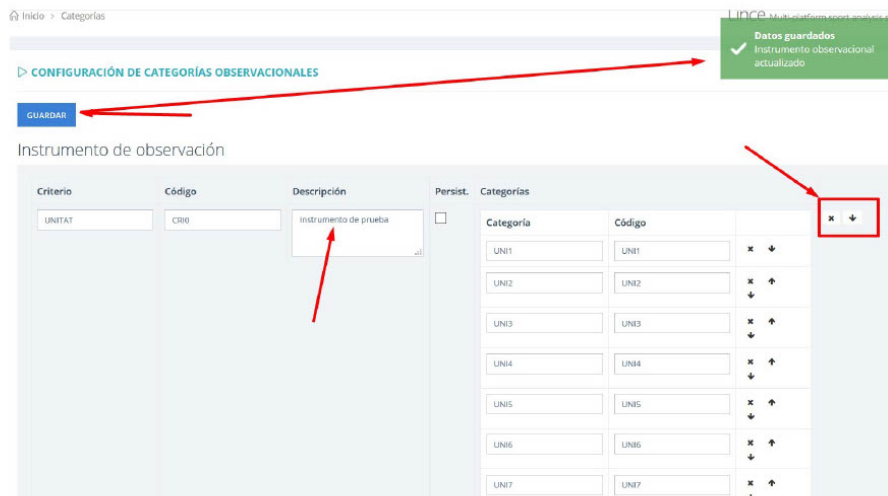 Inicio > Categorías
Lince Multi-platform sport analysis
Datos guardados
Instrumento observacional
actualizado
CONFIGURACIÓN DE CATEGORÍAS OBSERVACIONALES
GUARDAR
Instrumento de observación
Criterio Código Descripción Persist. Categorías
UNITAT CRI0 Instrumento de prueba
Categoría Código
UNI1 UNI1
UNI2 UNI2
UNI3 UNI3
UNI4 UNI4
UNI5 UNI5
UNI6 UNI6
UNI7 UNI7